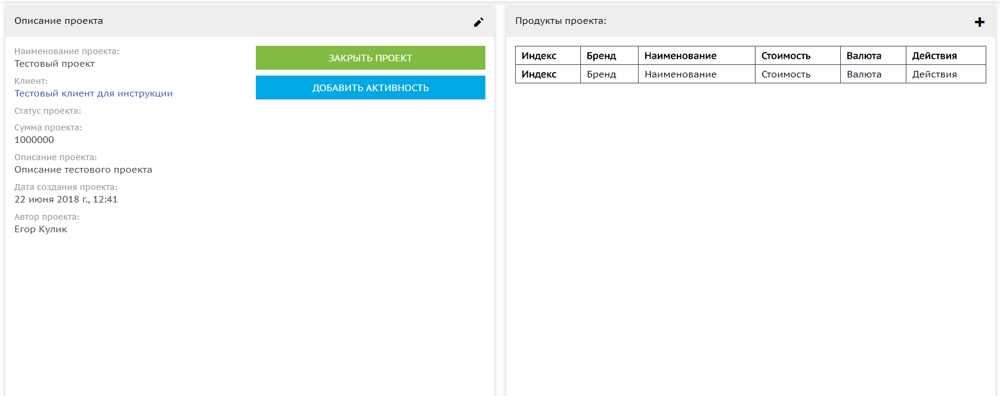 Описание проекта
Наименование проекта:
Тестовый проект
Клиент:
Тестовый клиент для инструкции
Статус проекта:
Сумма проекта:
1000000
Описание проекта:
Описание тестового проекта
Дата создания проекта:
22 июня 2018 г., 12:41
Автор проекта:
Егор Кулик
ЗАКРЫТЬ ПРОЕКТ
ДОБАВИТЬ АКТИВНОСТЬ
Продукты проекта:
Индекс Бренд Наименование Стоимость Валюта Действия
Индекс Бренд Наименование Стоимость Валюта Действия